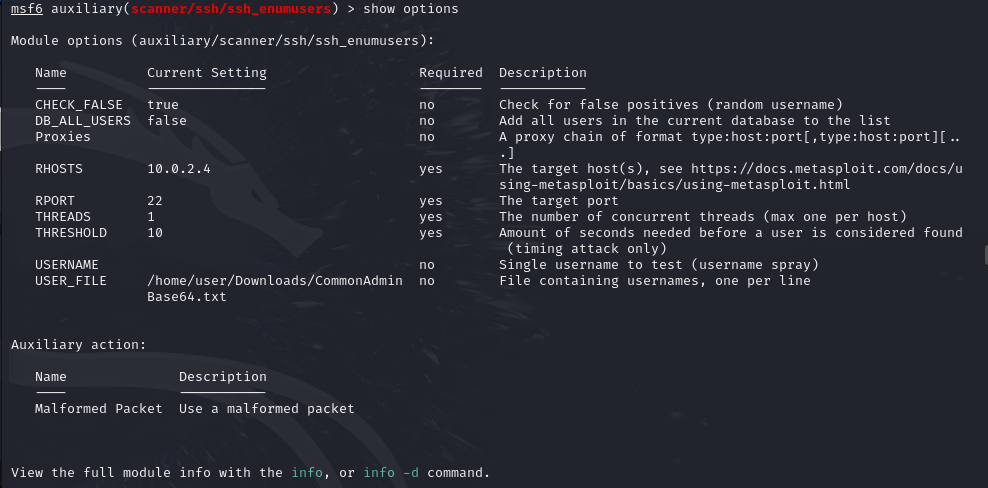 msf6 auxiliary(scanner/ssh/ssh_enumusers) > show options
Module options (auxiliary/scanner/ssh/ssh_enumusers):
Name Current Setting Required Description
---- --------------- -------- -----------
CHECK_FALSE true no Check for false positives (random username)
DB_ALL_USERS false no Add all users in the current database to the list
Proxies no A proxy chain of format type:host:port[,type:host:port][..
.]
RHOSTS 10.0.2.4 yes The target host(s), see https://docs.metasploit.com/docs/u
sing-metasploit/basics/using-metasploit.html
RPORT 22 yes The target port
THREADS 1 yes The number of concurrent threads (max one per host)
THRESHOLD 10 yes Amount of seconds needed before a user is considered found
(timing attack only)
USERNAME no Single username to test (username spray)
USER_FILE /home/user/Downloads/CommonAdmin no File containing usernames, one per line
Base64.txt
Auxiliary action:
Name Description
---- -----------
Malformed Packet Use a malformed packet
View the full module info with the info, or info -d command.